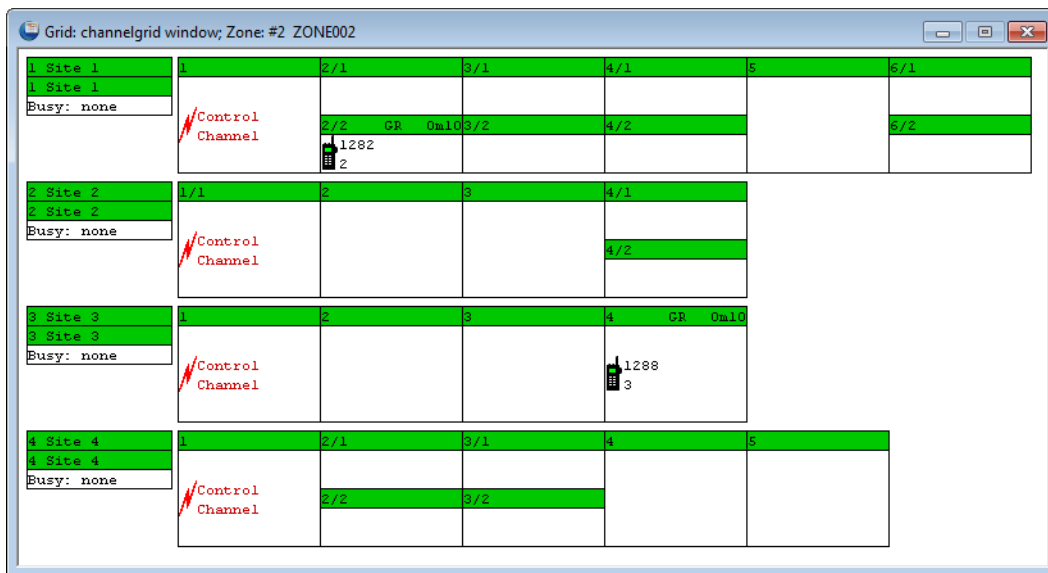 Grid: channelgrid window; Zone: #2 ZONE002
1 Site 1 1 2/1 3/1 4/1 5 6/1
1 Site 1
Busy: none
Control
Channel
2/2 GR 0m10 3/2 4/2 6/2
1282
2
2 Site 2 1/1 2 3 4/1
2 Site 2
Busy: none
Control
Channel
4/2
3 Site 3 1 2 3 4 GR 0m10
3 Site 3
Busy: none
Control
Channel
1288
3
4 Site 4 1 2/1 3/1 4 5
4 Site 4
Busy: none
Control
Channel
2/2 3/2